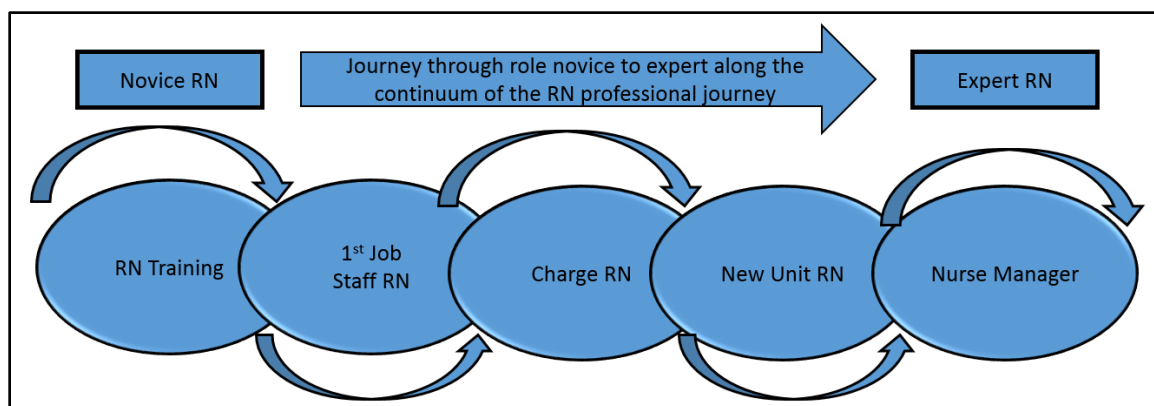 Novice RN
Journey through role novice to expert along the
continuum of the RN professional journey
Expert RN
RN Training
1st Job
Staff RN
Charge RN
New Unit RN
Nurse Manager